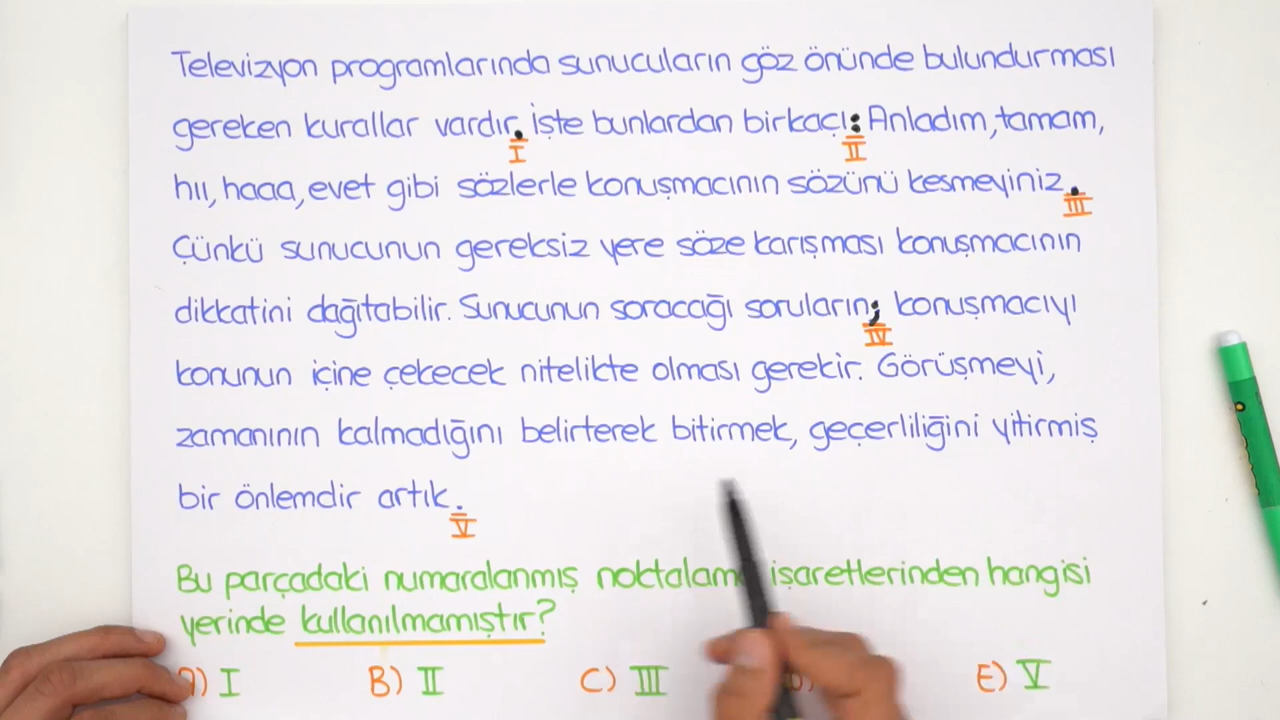 Televizyon programlarında sunucuların göz önünde bulundurması
gereken kurallar vardır. İşte bunlardan birkaçı: Anladım, tamam,
I II
hıı, haaa, evet gibi sözlerle konuşmacının sözünü kesmeyiniz.
III
Çünkü sunucunun gereksiz yere söze karışması konuşmacının
dikkatini dağıtabilir. Sunucunun soracağı soruların; konuşmacıyı
IV
konunun içine çekecek nitelikte olması gerekir. Görüşmeyi,
zamanının kalmadığını belirterek bitirmek, geçerliliğini yitirmiş
bir önlemdir artık.
V
Bu parçadaki numaralanmış noktalama işaretlerinden hangisi
yerinde kullanılmamıştır?
A) I B) II C) III E) V